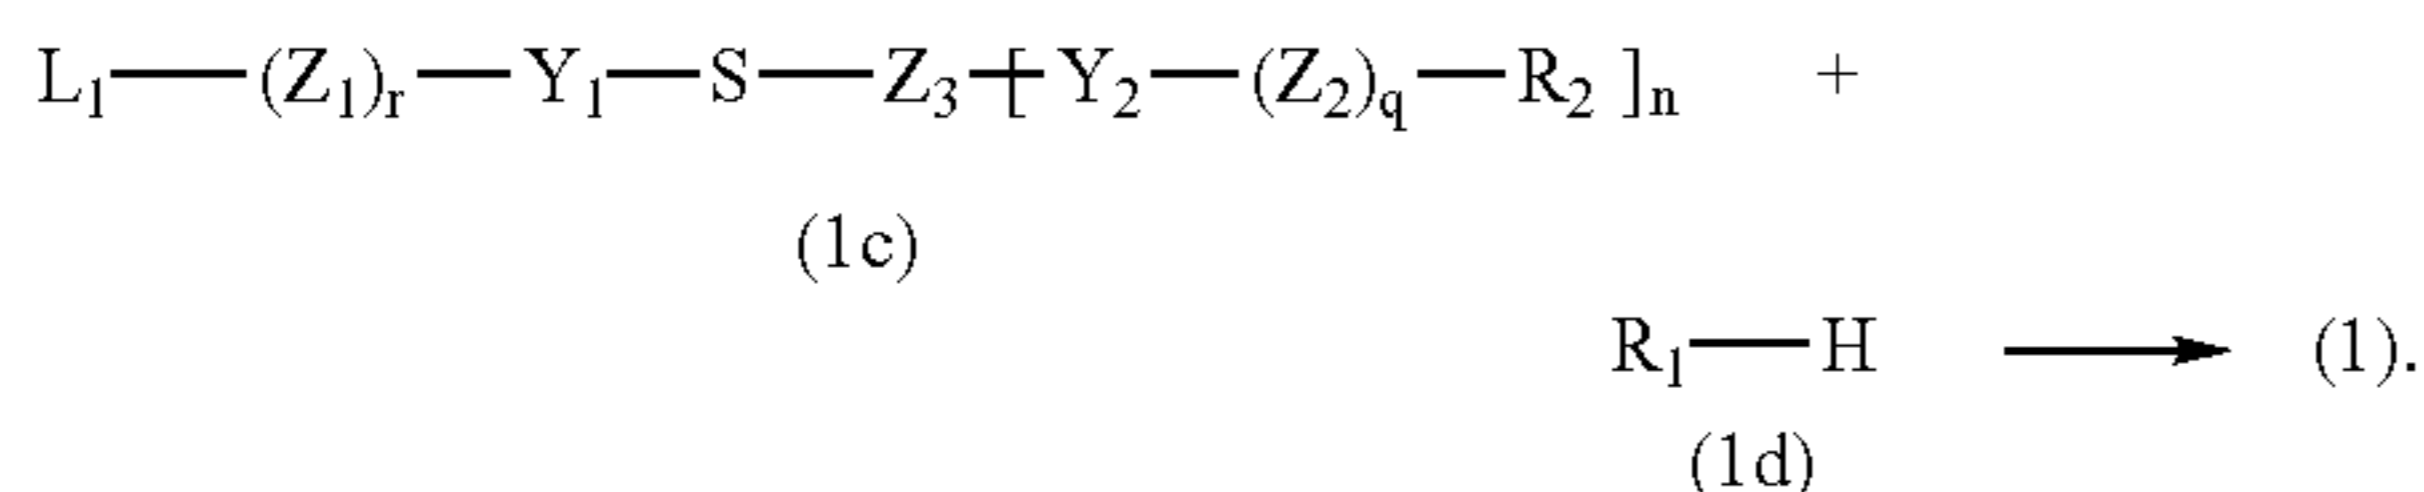 L₁—(Z₁)ᵣ—Y₁—S—Z₃-[-Y₂—(Z₂)q—R₂]ₙ +
(1c)
R₁—H → (1).
(1d)